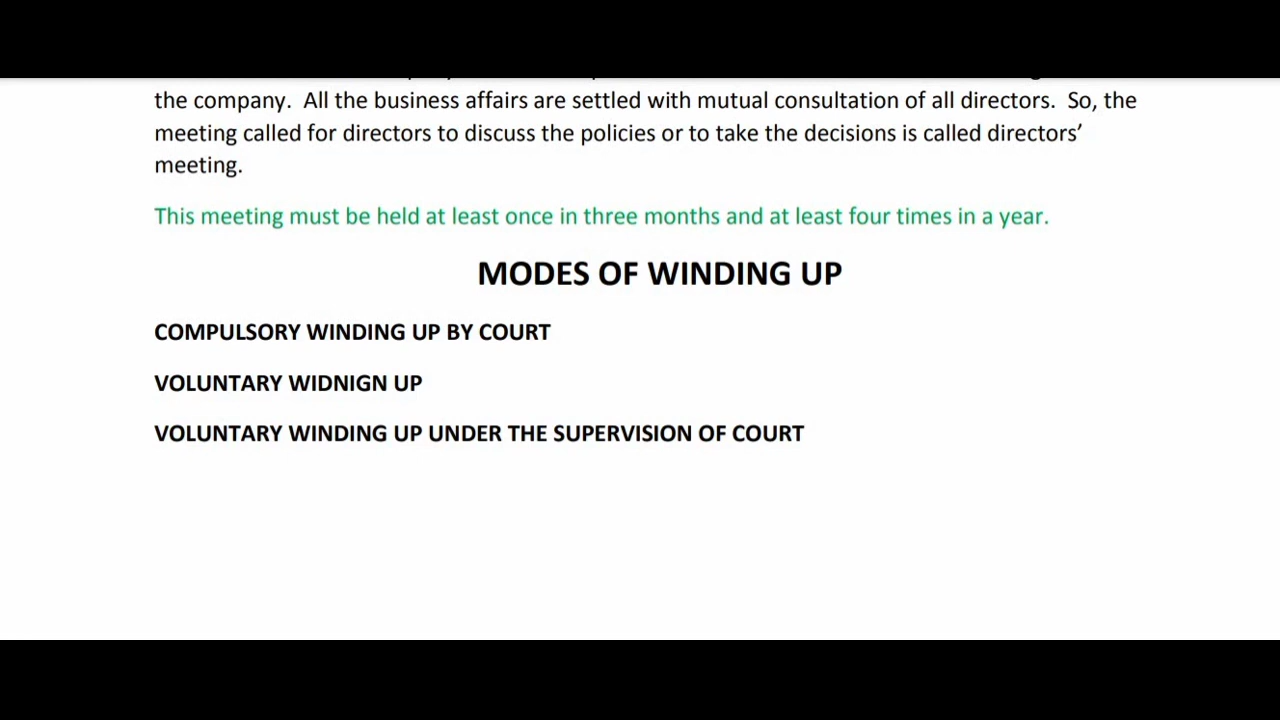 the company.  All the business affairs are settled with mutual consultation of all directors.  So, the
meeting called for directors to discuss the policies or to take the decisions is called directors’
meeting.
This meeting must be held at least once in three months and at least four times in a year.
MODES OF WINDING UP
COMPULSORY WINDING UP BY COURT
VOLUNTARY WIDNIGN UP
VOLUNTARY WINDING UP UNDER THE SUPERVISION OF COURT